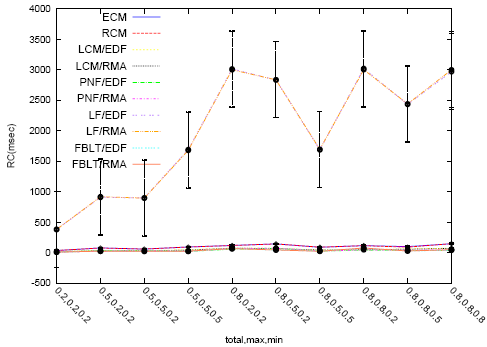 4000
3500
3000
2500
2000
1500
1000
500
0
-500
RC(msec)
ECM
RCM
LCM/EDF
LCM/RMA
PNF/EDF
PNF/RMA
LF/EDF
LF/RMA
FBLT/EDF
FBLT/RMA
0.2,0.2,0.2
0.5,0.2,0.2
0.5,0.5,0.2
0.5,0.5,0.5
0.8,0.2,0.2
0.8,0.5,0.2
0.8,0.5,0.5
0.8,0.8,0.2
0.8,0.8,0.5
0.8,0.8,0.8
total,max,min